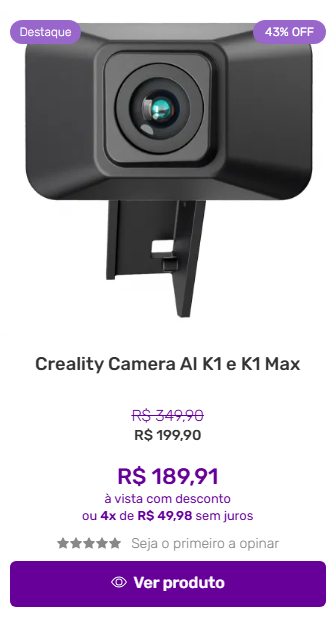 Destaque
43% OFF
Creality Camera AI K1 e K1 Max
R$ 349,90
R$ 199,90
R$ 189,91
à vista com desconto
ou 4x de R$ 49,98 sem juros
Seja o primeiro a opinar
Ver produto